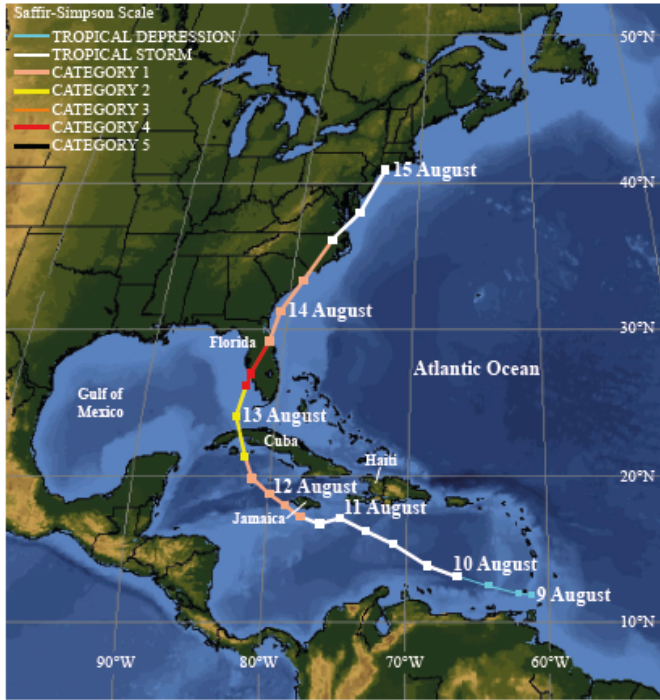 Saffir-Simpson Scale
TROPICAL DEPRESSION
TROPICAL STORM
CATEGORY 1
CATEGORY 2
CATEGORY 3
CATEGORY 4
CATEGORY 5
50°N
15 August
40°N
14 August
30°N
Florida
Atlantic Ocean
Gulf of
Mexico
13 August
Cuba
Haiti
20°N
12 August
11 August
Jamaica
10 August
9 August
10°N
90°W
80°W
70°W
60°W